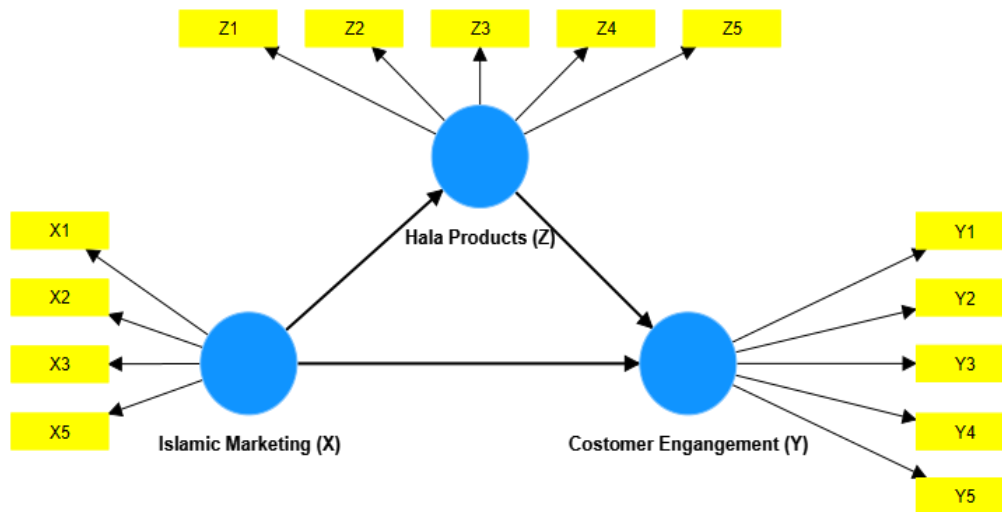 Z1
Z2
Z3
Z4
Z5
Hala Products (Z)
X1
X2
X3
X5
Islamic Marketing (X)
Y1
Y2
Y3
Y4
Y5
Costomer Engangement (Y)